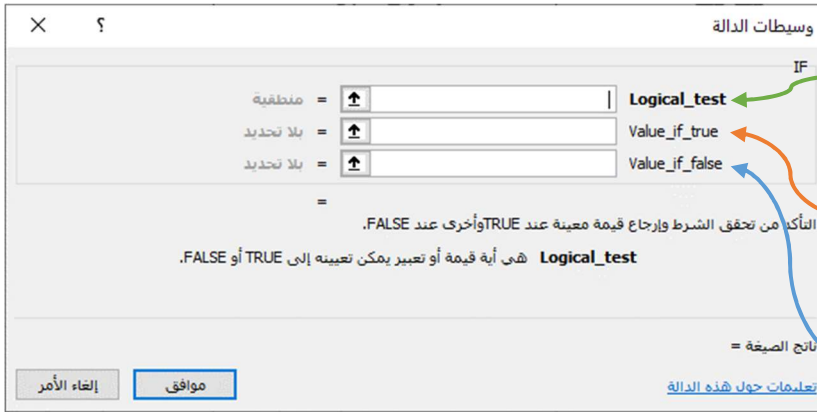 وسيطات الدالة ؟ ×
IF
Logical_test = منطقية
Value_if_true = بلا تحديد
Value_if_false = بلا تحديد
=
التأكد من تحقق الشرط وإرجاع قيمة معينة عند TRUEوأخرى عند FALSE.
Logical_test هي أية قيمة أو تعبير يمكن تعيينه إلى TRUE أو FALSE.
ناتج الصيغة =
تعليمات حول هذه الدالة
موافق
إلغاء الأمر